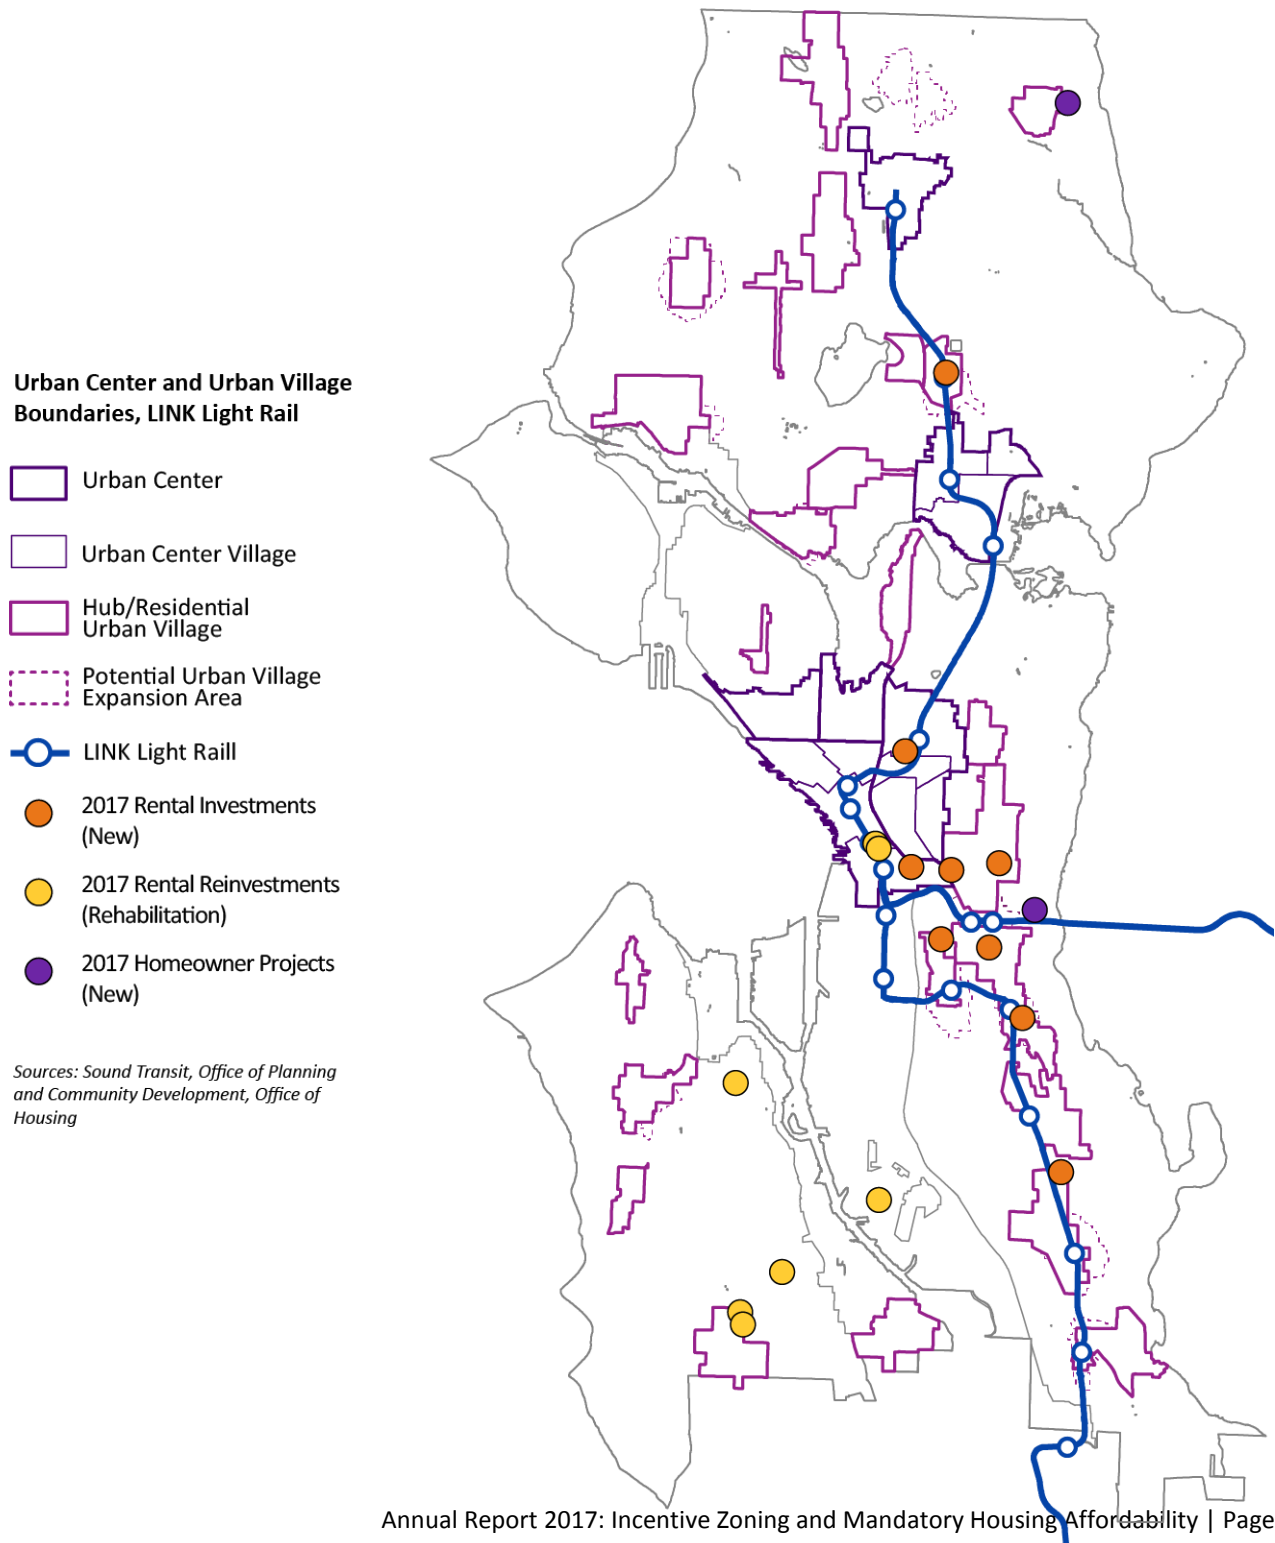 Urban Center and Urban Village
Boundaries, LINK Light Rail
Urban Center
Urban Center Village
Hub/Residential
Urban Village
Potential Urban Village
Expansion Area
LINK Light Raill
2017 Rental Investments
(New)
2017 Rental Reinvestments
(Rehabilitation)
2017 Homeowner Projects
(New)
Sources: Sound Transit, Office of Planning
and Community Development, Office of
Housing
Annual Report 2017: Incentive Zoning and Mandatory Housing Affordability | Page